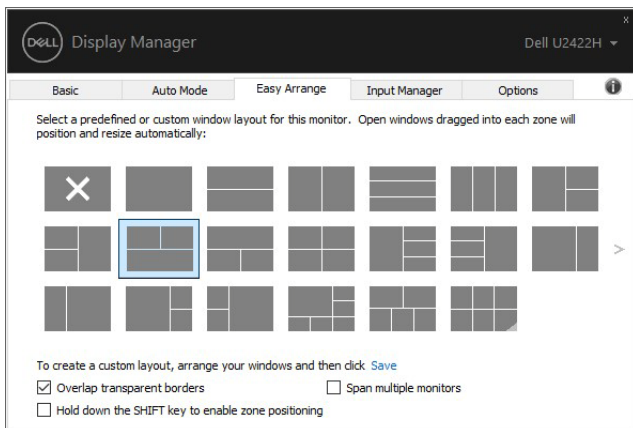 DELL Display Manager
x
Dell U2422H
Basic Auto Mode Easy Arrange Input Manager Options i
Select a predefined or custom window layout for this monitor. Open windows dragged into each zone will
position and resize automatically:
>
To create a custom layout, arrange your windows and then click Save
Overlap transparent borders Span multiple monitors
Hold down the SHIFT key to enable zone positioning